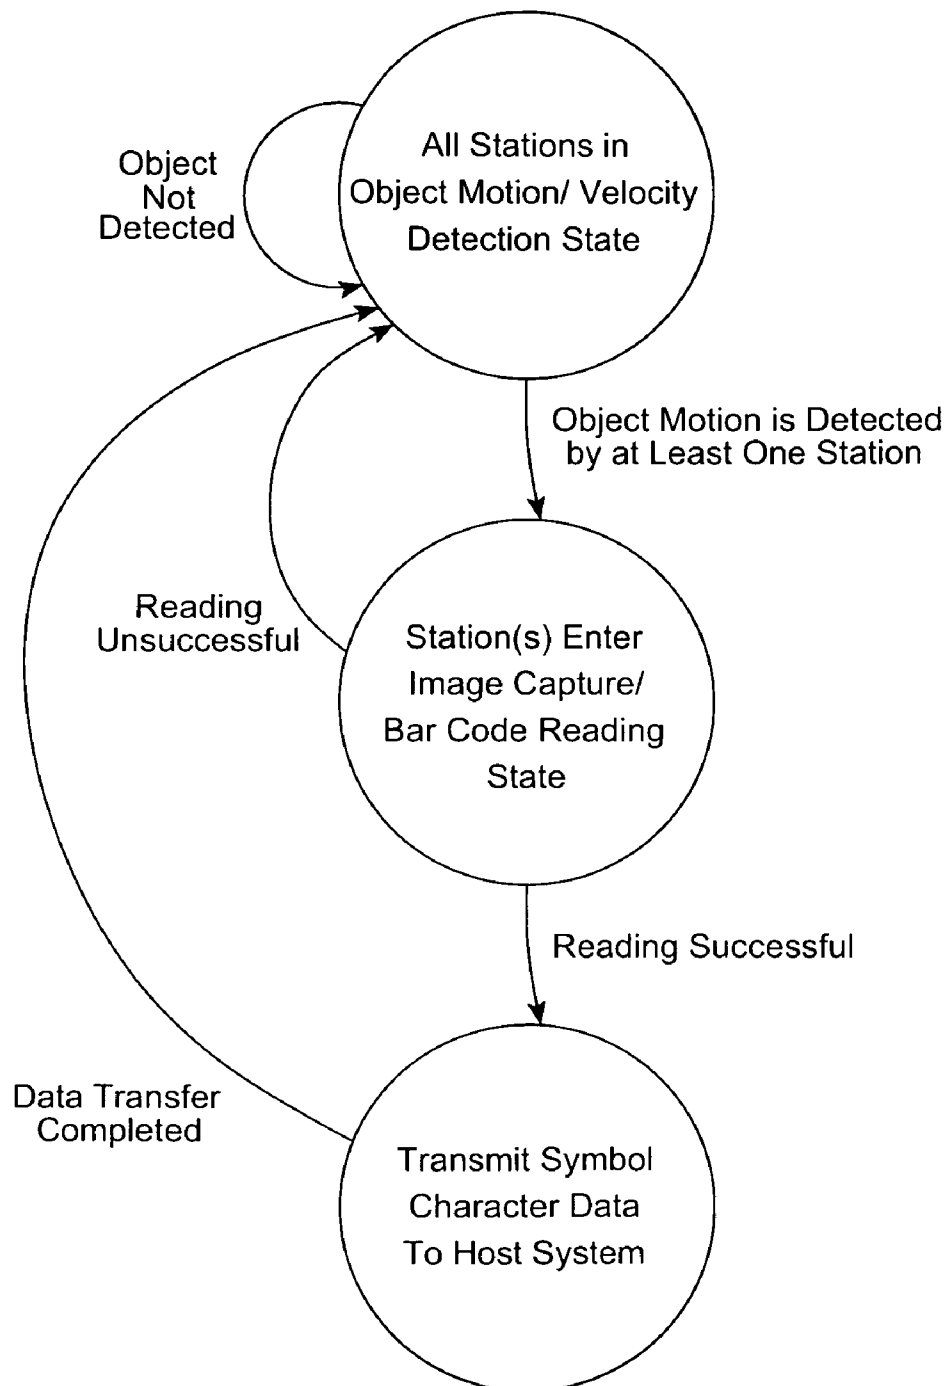 All Stations in
Object Motion/ Velocity
Detection State
Object
Not
Detected
Object Motion is Detected
by at Least One Station
Reading
Unsuccessful
Station(s) Enter
Image Capture/
Bar Code Reading
State
Reading Successful
Data Transfer
Completed
Transmit Symbol
Character Data
To Host System